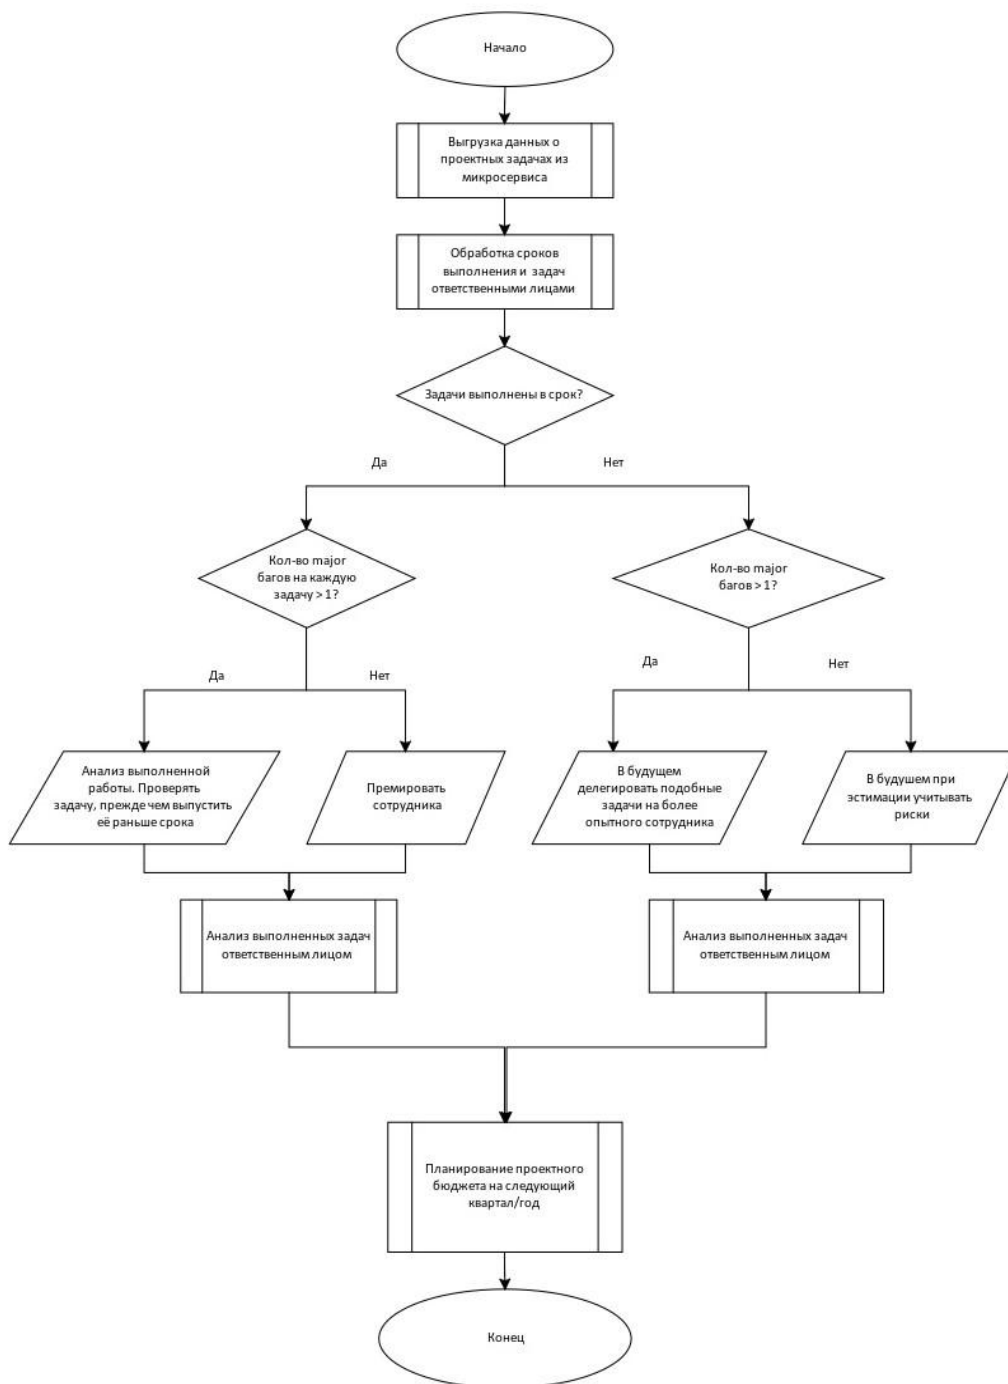 Начало
Выгрузка данных о
проектных задачах из
микросервиса
Обработка сроков
выполнения и задач
ответственными лицами
Задачи выполнены в срок?
Да
Нет
Кол-во major
багов на каждую
задачу > 1?
Кол-во major
багов > 1?
Да
Нет
Да
Нет
Анализ выполненной
работы. Проверять
задачу, прежде чем выпустить
её раньше срока
Премировать
сотрудника
В будущем
делегировать подобные
задачи на более
опытного сотрудника
В будушем при
эстимации учитывать
риски
Анализ выполненных задач
ответственным лицом
Анализ выполненных задач
ответственным лицом
Планирование проектного
бюджета на следующий
квартал/год
Конец